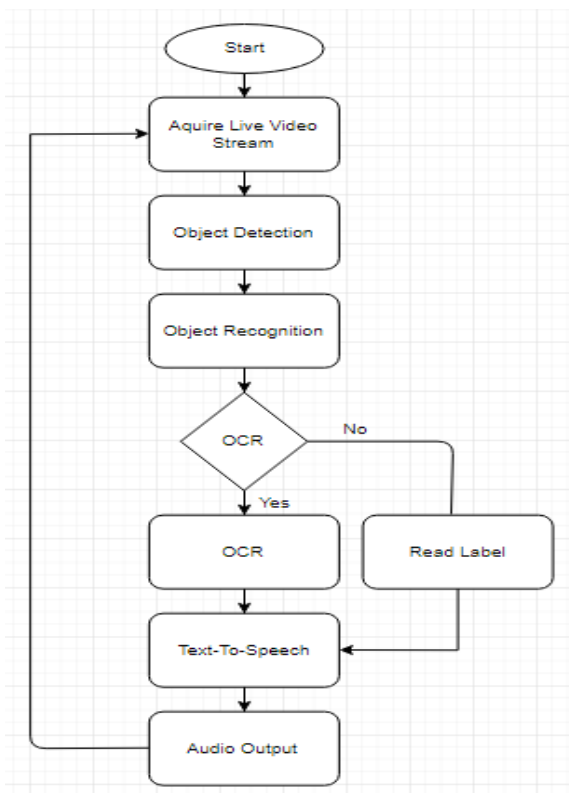 Start
Aquire Live Video
Stream
Object Detection
Object Recognition
OCR
No
Yes
OCR
Read Label
Text-To-Speech
Audio Output